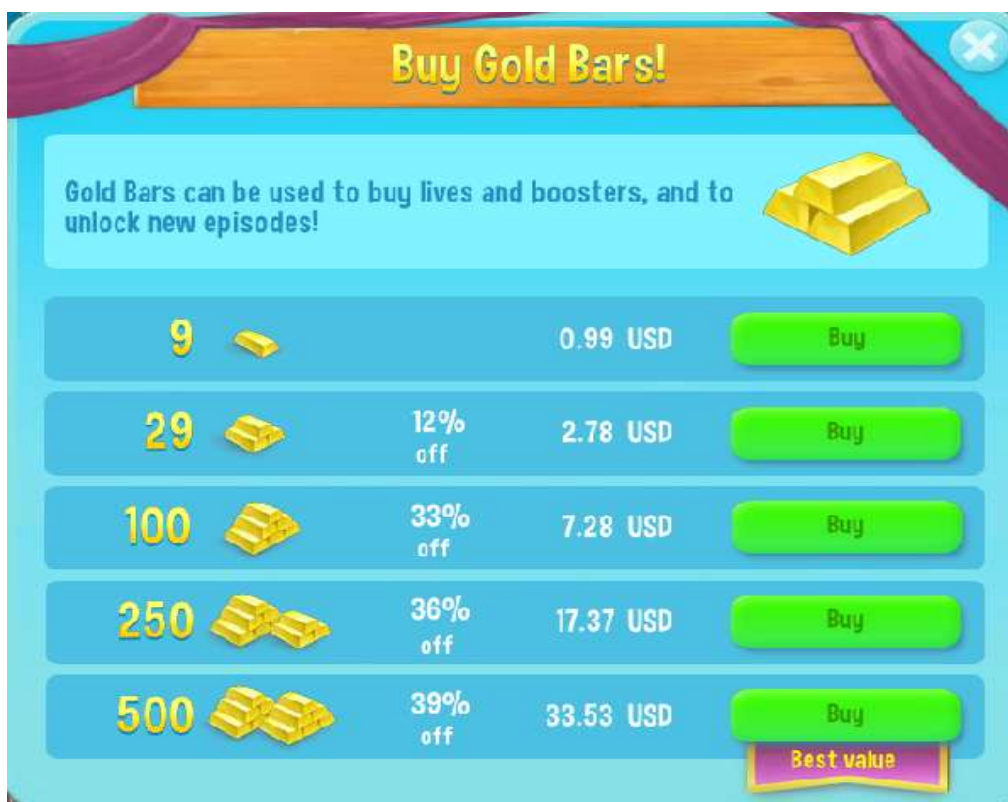 Buy Gold Bars!
Gold Bars can be used to buy lives and boosters, and to
unlock new episodes!
9 0.99 USD Buy
29 12% off 2.78 USD Buy
100 33% off 7.28 USD Buy
250 36% off 17.37 USD Buy
500 39% off 33.53 USD Buy
Best value